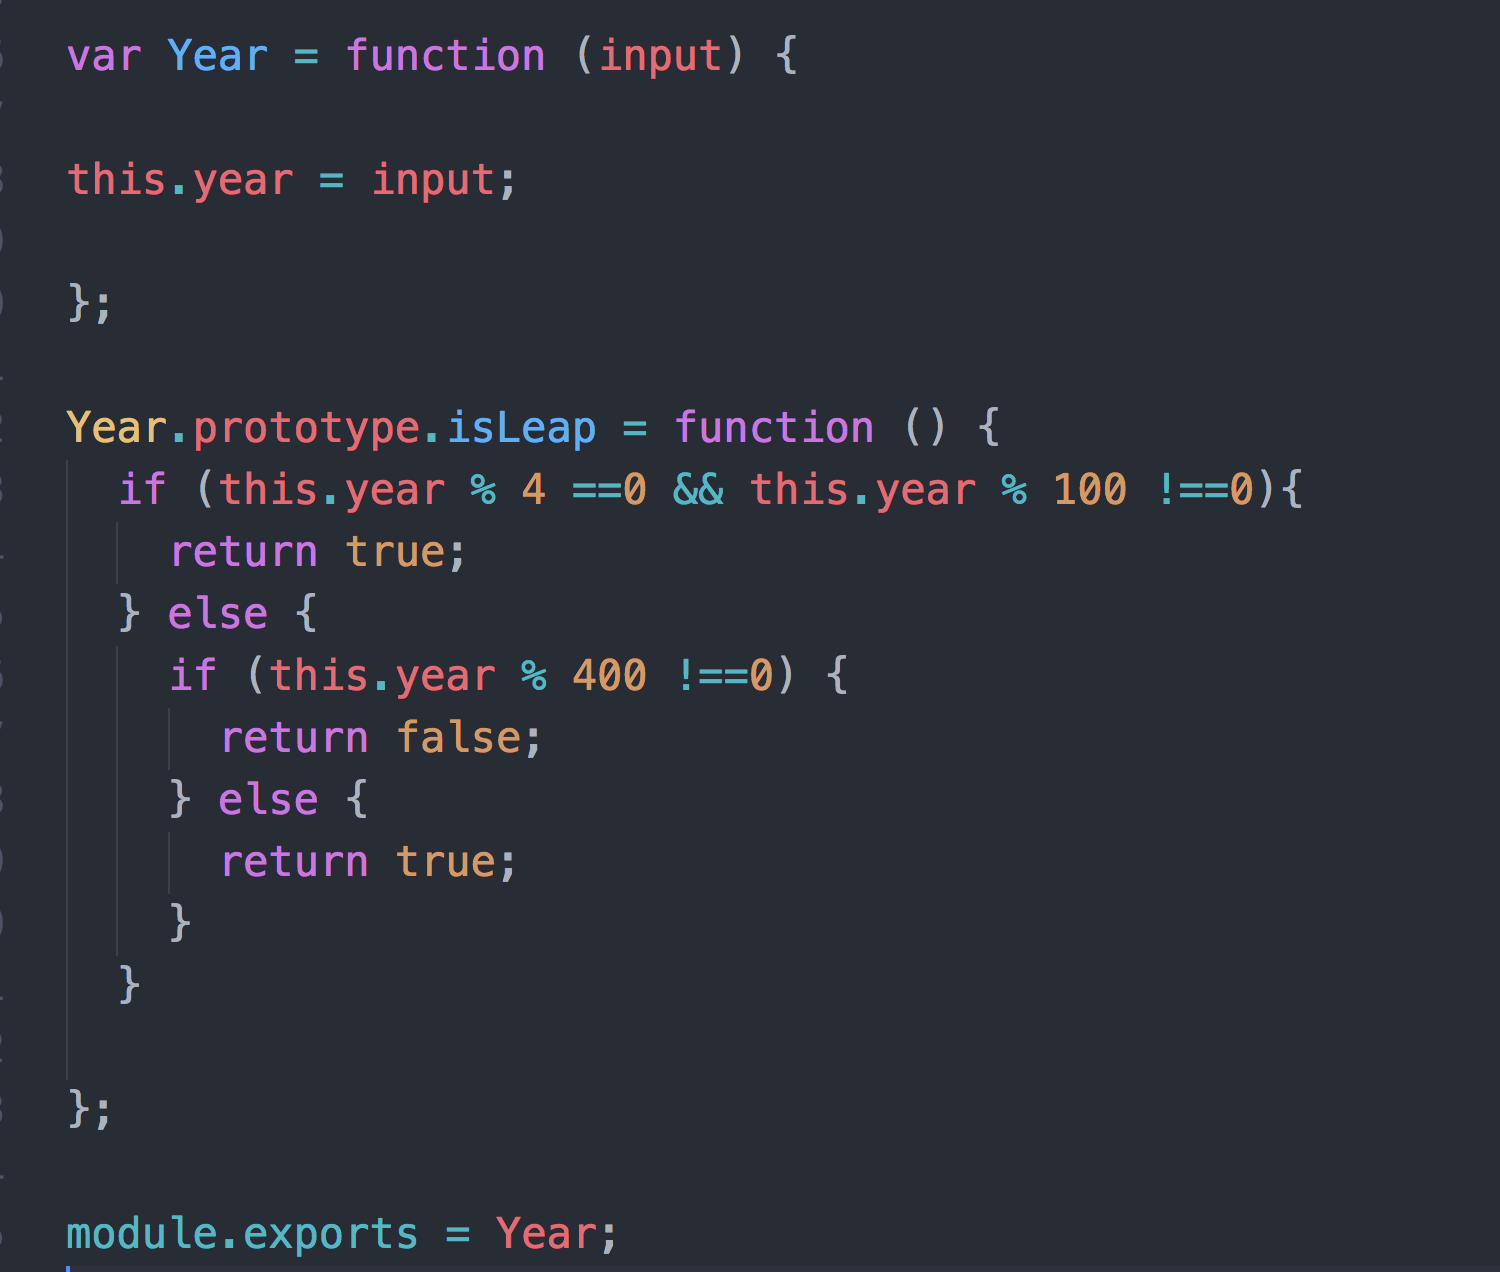 var Year = function (input) {
this.year = input;
};
Year.prototype.isLeap = function () {
if (this.year % 4 ==0 && this.year % 100 !==0){
return true;
} else {
if (this.year % 400 !==0) {
return false;
} else {
return true;
}
}
};
module.exports = Year;